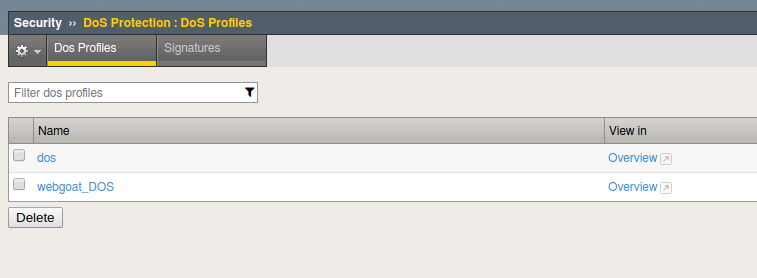 Security ›› DoS Protection : DoS Profiles
Dos Profiles Signatures
Filter dos profiles
Name View in
dos Overview
webgoat_DOS Overview
Delete